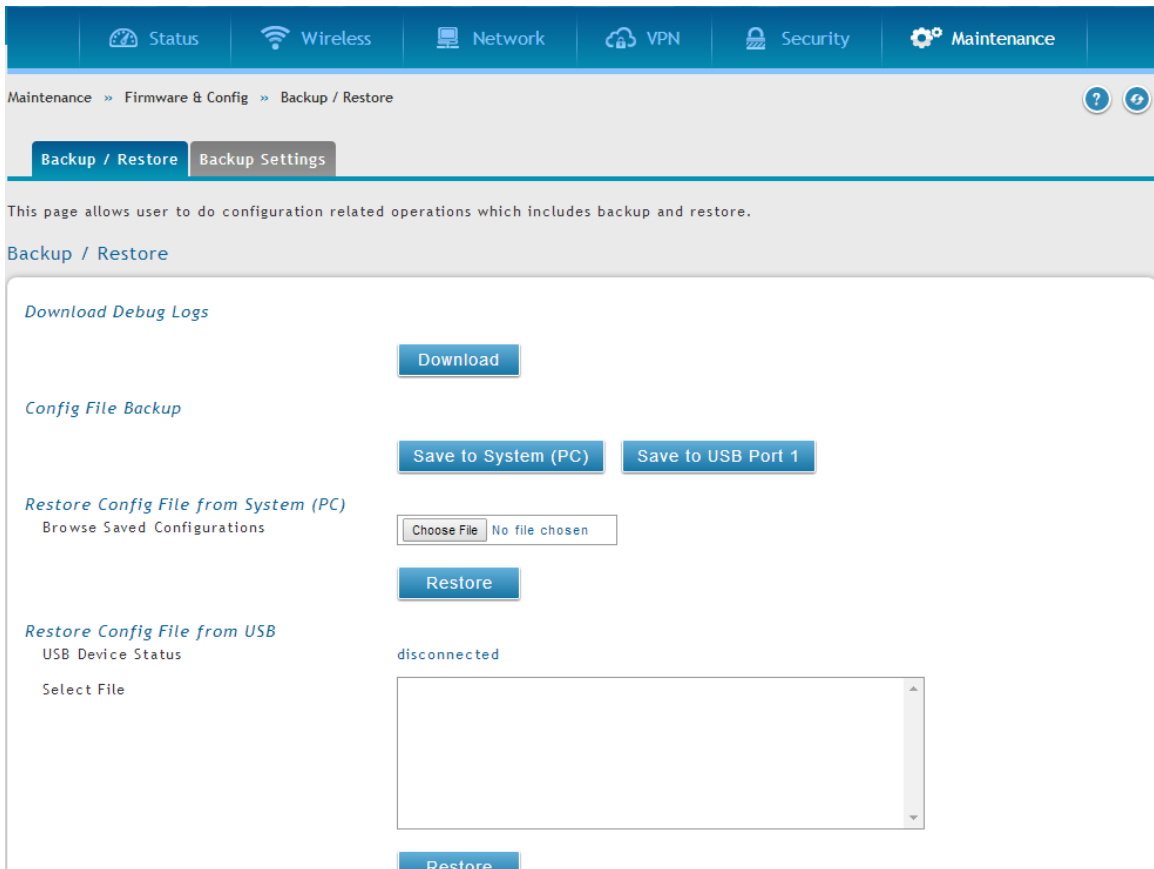 Status Wireless Network VPN Security Maintenance
Maintenance » Firmware & Config » Backup / Restore ?
Backup / Restore Backup Settings
This page allows user to do configuration related operations which includes backup and restore.
Backup / Restore
Download Debug Logs
Download
Config File Backup
Save to System (PC) Save to USB Port 1
Restore Config File from System (PC)
Browse Saved Configurations Choose File No file chosen
Restore
Restore Config File from USB
USB Device Status disconnected
Select File
Restore